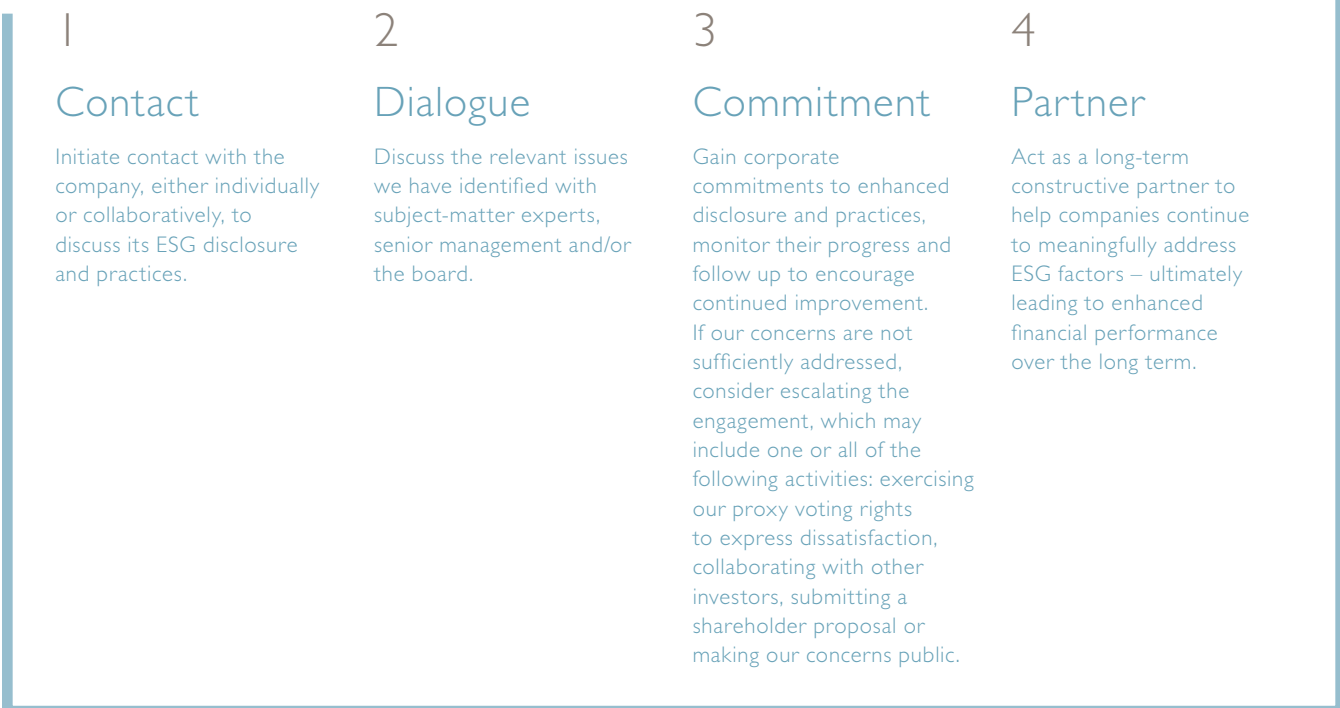 1
Contact
Initiate contact with the
company, either individually
or collaboratively, to
discuss its ESG disclosure
and practices.
2
Dialogue
Discuss the relevant issues
we have identified with
subject-matter experts,
senior management and/or
the board.
3
Commitment
Gain corporate
commitments to enhanced
disclosure and practices,
monitor their progress and
follow up to encourage
continued improvement.
If our concerns are not
sufficiently addressed,
consider escalating the
engagement, which may
include one or all of the
following activities: exercising
our proxy voting rights
to express dissatisfaction,
collaborating with other
investors, submitting a
shareholder proposal or
making our concerns public.
4
Partner
Act as a long-term
constructive partner to
help companies continue
to meaningfully address
ESG factors – ultimately
leading to enhanced
financial performance
over the long term.